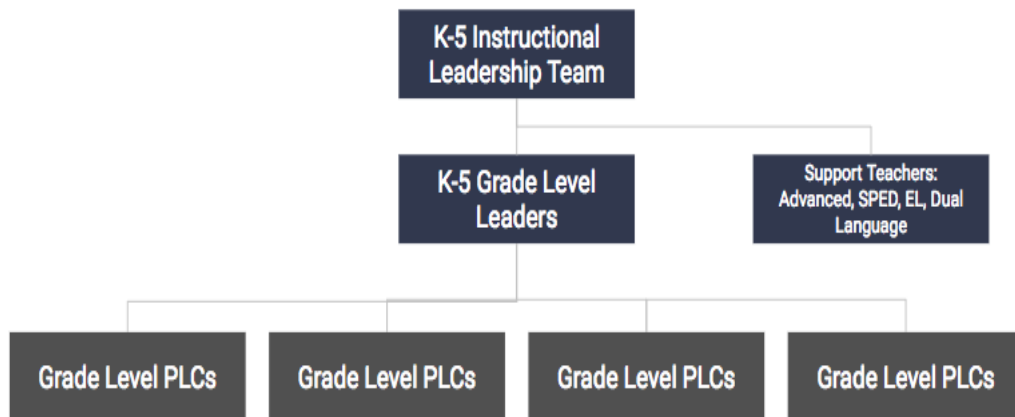 K-5 Instructional
Leadership Team
K-5 Grade Level
Leaders
Support Teachers:
Advanced, SPED, EL, Dual
Language
Grade Level PLCs
Grade Level PLCs
Grade Level PLCs
Grade Level PLCs